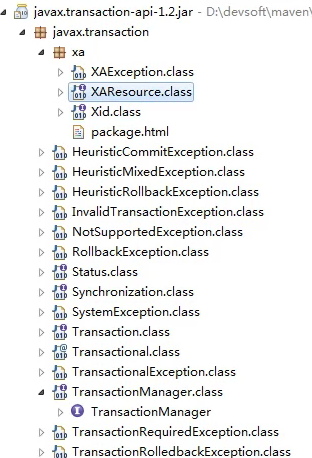 javax.transaction-api-1.2.jar - D:\devsoft\maven\
javax.transaction
xa
XAException.class
XAResource.class
Xid.class
package.html
HeuristicCommitException.class
HeuristicMixedException.class
HeuristicRollbackException.class
InvalidTransactionException.class
NotSupportedException.class
RollbackException.class
Status.class
Synchronization.class
SystemException.class
Transaction.class
Transactional.class
TransactionalException.class
TransactionManager.class
TransactionManager
TransactionRequiredException.class
TransactionRolledbackException.class